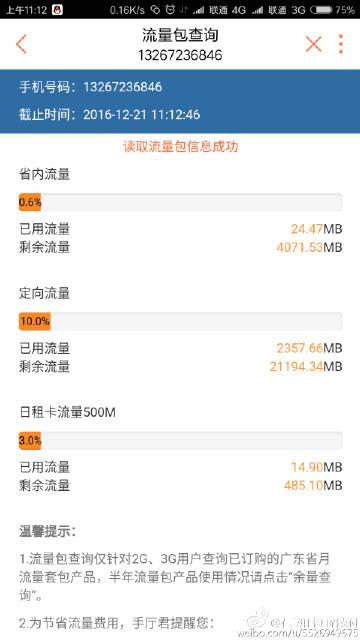 上午11:12 0.16K/s 联通 4G 联通 3G 75%
流量包查询
13267236846
手机号码：13267236846
截止时间：2016-12-21 11:12:46
读取流量包信息成功
省内流量
0.6%
已用流量 24.47MB
剩余流量 4071.53MB
定向流量
10.0%
已用流量 2357.66MB
剩余流量 21194.34MB
日租卡流量500M
3.0%
已用流量 14.90MB
剩余流量 485.10MB
温馨提示：
1.流量包查询仅针对2G、3G用户查询已订购的广东省月
流量套包产品，半年流量包产品使用情况请点击“余量查
询”。
2.为节省流量费用，手厅君提醒您：
weibo.com/u/5526949675